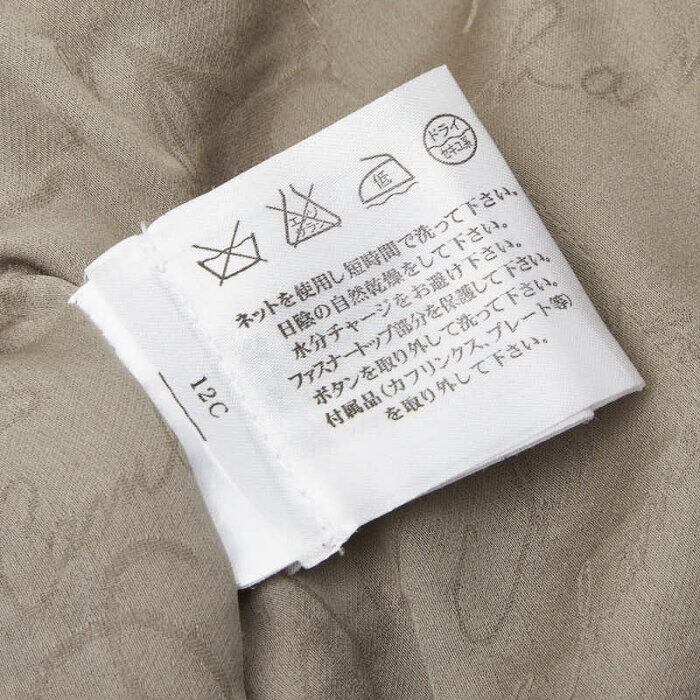 エンソ
サラシ
低
ドライ
セキユ系
ネットを使用し短時間で洗って下さい。
日陰の自然乾燥をして下さい。
水分チャージをお避け下さい。
ファスナートップ部分を保護して下さい。
ボタンを取り外して洗って下さい。
付属品(カフリンクス、プレート等)
を取り外して下さい。
12C